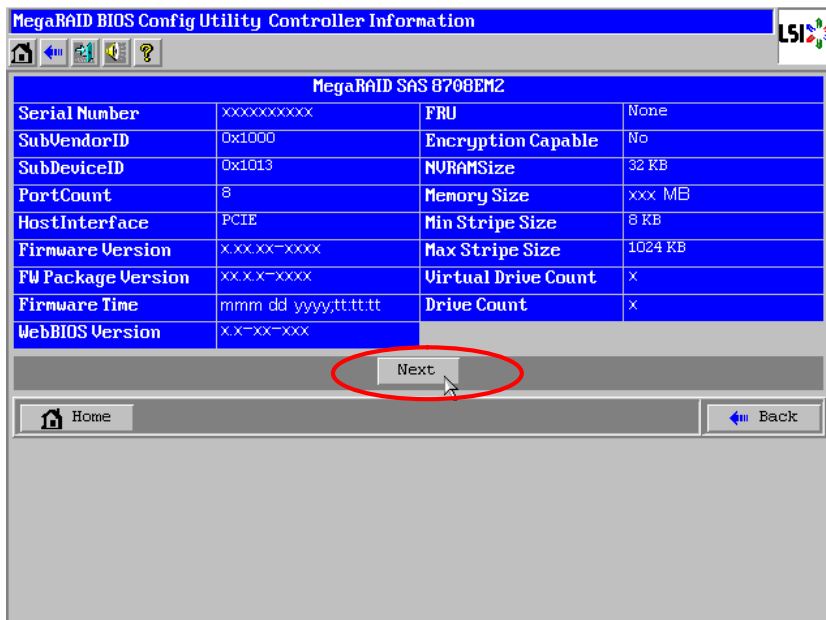 MegaRAID BIOS Config Utility Controller Information
LSI
MegaRAID SAS 8708EM2
Serial Number xxxxxxxxxx FRU None
SubVendorID 0x1000 Encryption Capable No
SubDeviceID 0x1013 NVRAMSize 32 KB
PortCount 8 Memory Size xxx MB
HostInterface PCIE Min Stripe Size 8 KB
Firmware Version x.xx.xx-xxxx Max Stripe Size 1024 KB
FW Package Version xx.x.x-xxxx Virtual Drive Count x
Firmware Time mmm dd yyyy;tt:tt:tt Drive Count x
WebBIOS Version x.x-xx-xxx
Next
Home Back